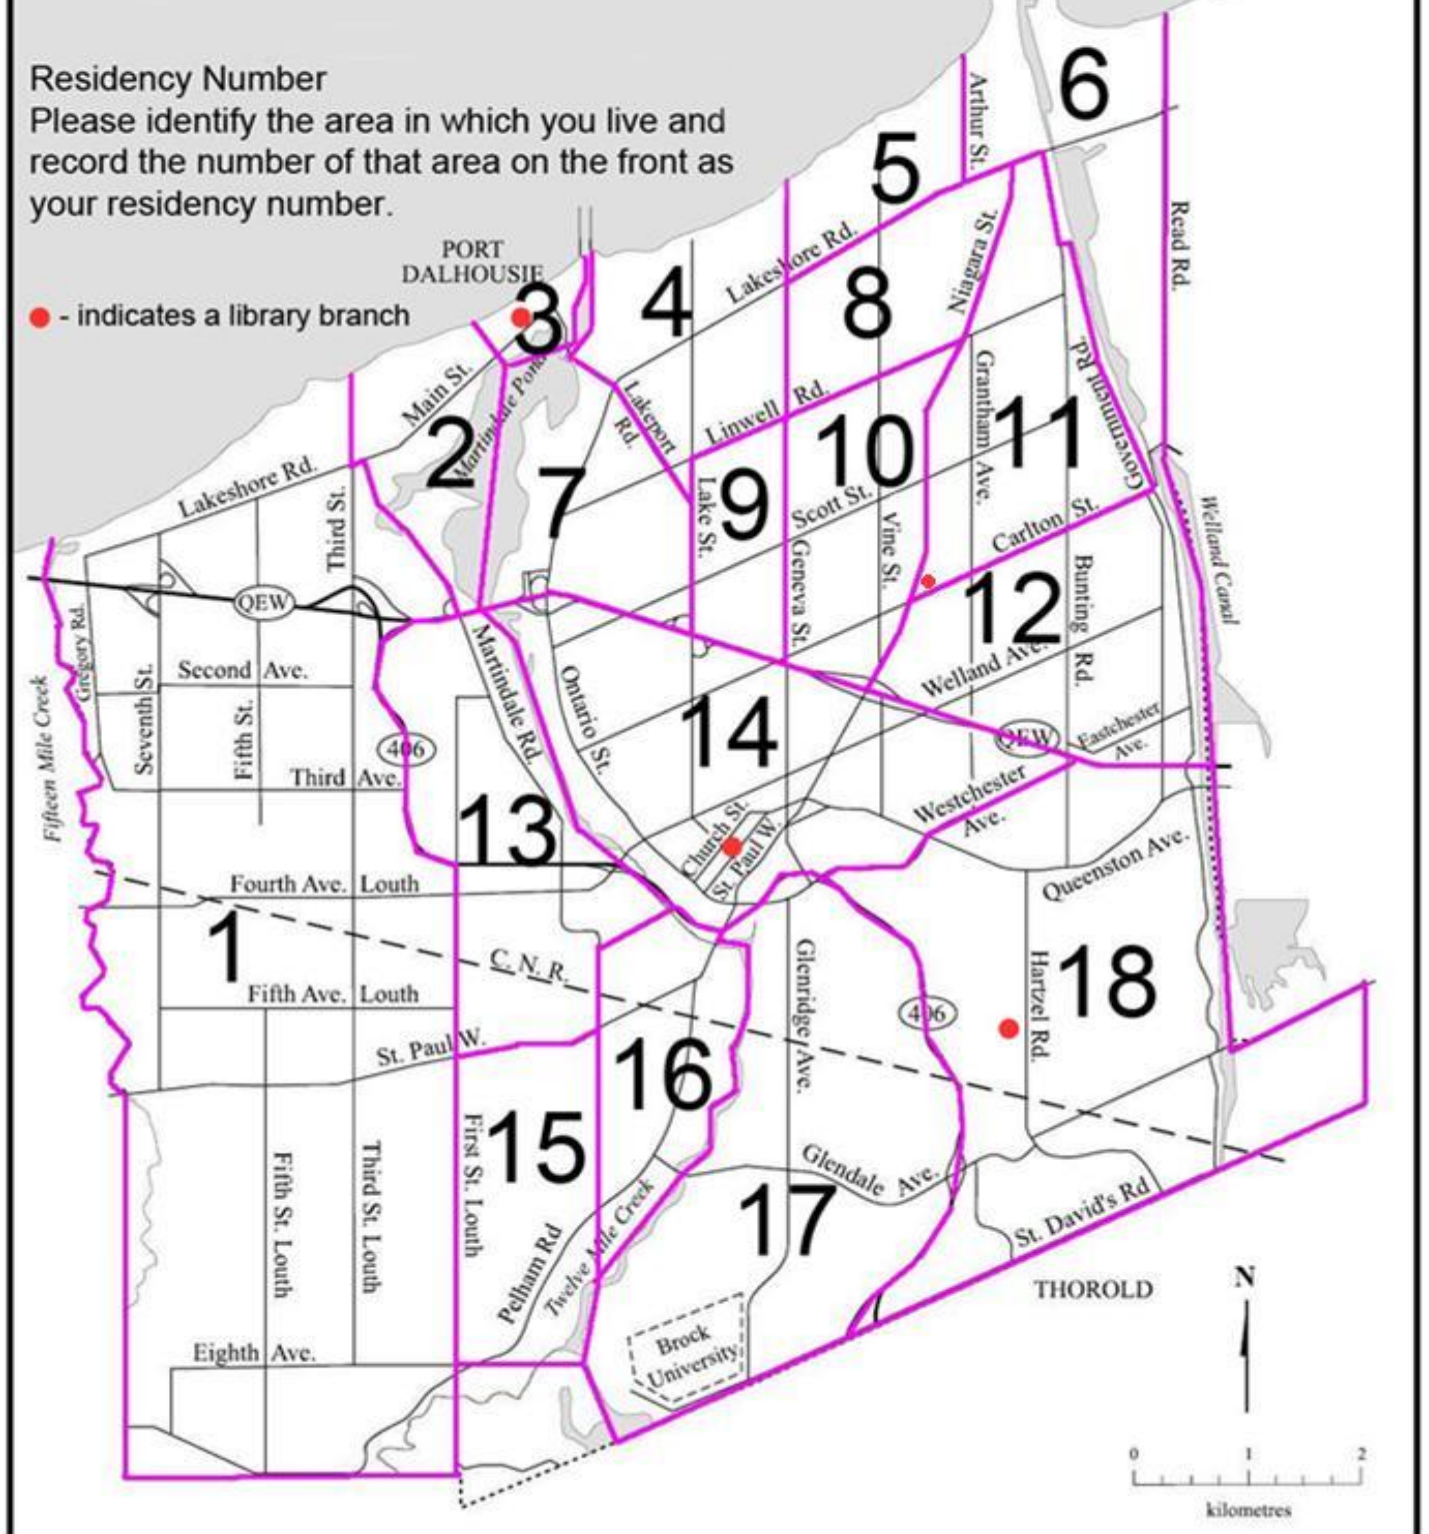 Residency Number
Please identify the area in which you live and
record the number of that area on the front as
your residency number.
- indicates a library branch
PORT
DALHOUSIE
6
Arthur St.
5
Read Rd.
Lakeshore Rd.
Niagara St.
3
4
8
Main St.
Martindale Pond
Lakeport
Rd.
Linwell Rd.
Grantham Ave.
Government Rd.
2
7
9
10
11
Lakeshore Rd.
Third St.
Lake St.
Scott St.
Geneva St.
Vine St.
Carlton St.
Welland Canal
QEW
12
Bunting Rd.
Gregory Rd.
Second Ave.
Seventh St.
Fifth St.
Fifteen Mile Creek
Martindale Rd.
Ontario St.
Welland Ave.
14
QEW
Eastchester
Ave.
406
Third Ave.
13
Church St.
St. Paul W.
Westchester
Ave.
Queenston Ave.
Fourth Ave. Louth
1
C.N.R.
Fifth Ave. Louth
Glenridge Ave.
406
Hartzel Rd.
18
St. Paul W.
16
15
First St. Louth
Fifth St. Louth
Third St. Louth
Pelham Rd
Twelve Mile Creek
Glendale Ave.
17
St. David's Rd
THOROLD
N
Eighth Ave.
Brock
University
0 1 2
kilometres